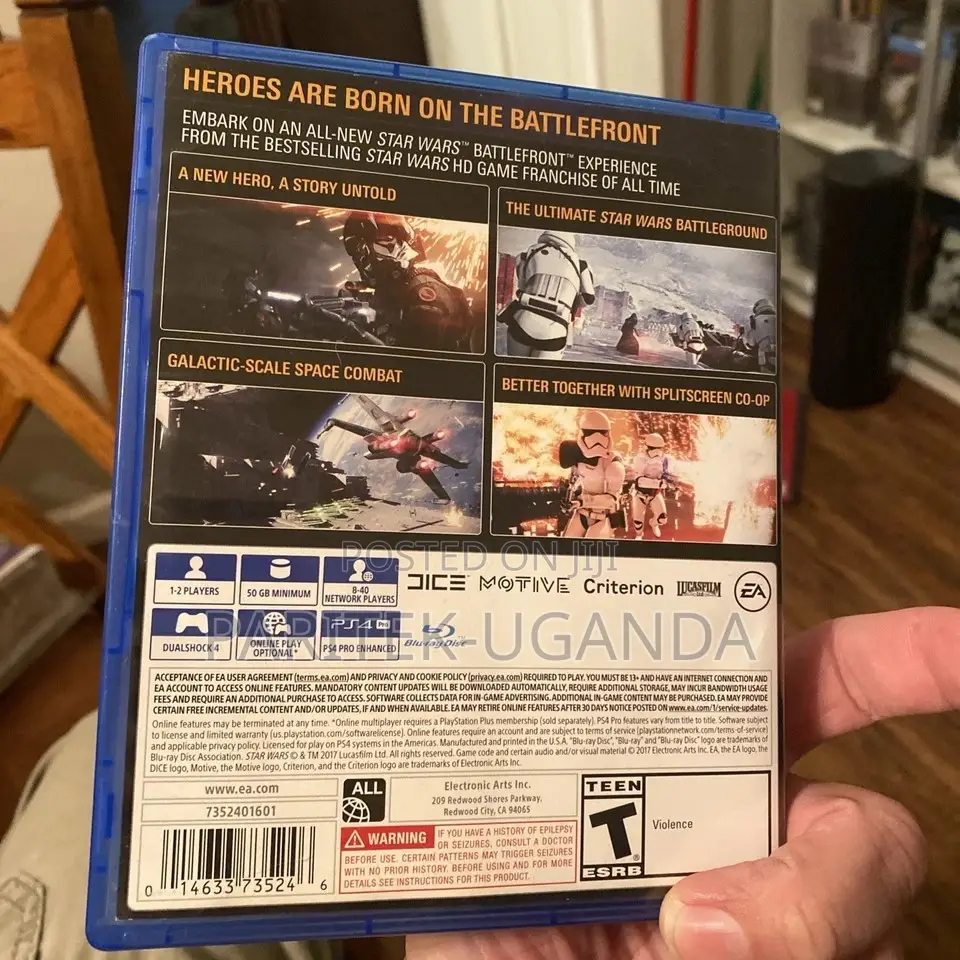 HEROES ARE BORN ON THE BATTLEFRONT
EMBARK ON AN ALL-NEW STAR WARS™ BATTLEFRONT™ EXPERIENCE
FROM THE BESTSELLING STAR WARS HD GAME FRANCHISE OF ALL TIME
A NEW HERO, A STORY UNTOLD
THE ULTIMATE STAR WARS BATTLEGROUND
GALACTIC-SCALE SPACE COMBAT
BETTER TOGETHER WITH SPLITSCREEN CO-OP
POSTED ON JIJI
PARITEK-UGANDA
1-2 PLAYERS
50 GB MINIMUM
8-40
NETWORK PLAYERS
DICE
MOTIVE
Criterion
LUCASFILM
EA
DUALSHOCK 4
ONLINE PLAY
OPTIONAL*
PS4 Pro
PS4 PRO ENHANCED
Blu-ray Disc
ACCEPTANCE OF EA USER AGREEMENT (terms.ea.com) AND PRIVACY AND COOKIE POLICY (privacy.ea.com) REQUIRED TO PLAY. YOU MUST BE 13+ AND HAVE AN INTERNET CONNECTION AND
EA ACCOUNT TO ACCESS ONLINE FEATURES. MANDATORY CONTENT UPDATES WILL BE DOWNLOADED AUTOMATICALLY, REQUIRE ADDITIONAL STORAGE, MAY INCUR BANDWIDTH USAGE
FEES AND REQUIRE AN ADDITIONAL PURCHASE TO ACCESS. SOFTWARE COLLECTS DATA FOR IN-GAME ADVERTISING. ADDITIONAL IN-GAME CONTENT MAY BE PURCHASED. EA MAY PROVIDE
CERTAIN FREE INCREMENTAL CONTENT AND/OR UPDATES, IF AND WHEN AVAILABLE. EA MAY RETIRE ONLINE FEATURES AFTER 30 DAYS NOTICE POSTED ON www.ea.com/1/service-updates.
Online features may be terminated at any time. *Online multiplayer requires a PlayStation Plus membership (sold separately). PS4 Pro features vary from title to title. Software subject
to license and limited warranty (us.playstation.com/softwarelicense). Online features require an account and are subject to terms of service (playstationnetwork.com/terms-of-service)
and applicable privacy policy. Licensed for play on PS4 systems in the Americas. Manufactured and printed in the U.S.A. "Blu-ray Disc", "Blu-ray" and "Blu-ray Disc" logo are trademarks of
Blu-ray Disc Association. STAR WARS © & TM 2017 Lucasfilm Ltd. All rights reserved. Game code and certain audio and/or visual material © 2017 Electronic Arts Inc. EA, the EA logo, the
DICE logo, Motive, the Motive logo, Criterion, and the Criterion logo are trademarks of Electronic Arts Inc.
www.ea.com
7352401601
ALL
Electronic Arts Inc.
209 Redwood Shores Parkway,
Redwood City, CA 94065
WARNING
IF YOU HAVE A HISTORY OF EPILEPSY
OR SEIZURES, CONSULT A DOCTOR
BEFORE USE. CERTAIN PATTERNS MAY TRIGGER SEIZURES
WITH NO PRIOR HISTORY. BEFORE USING AND FOR MORE
DETAILS SEE INSTRUCTIONS FOR THIS PRODUCT.
TEEN
T
®
ESRB
Violence
0 14633 73524 6